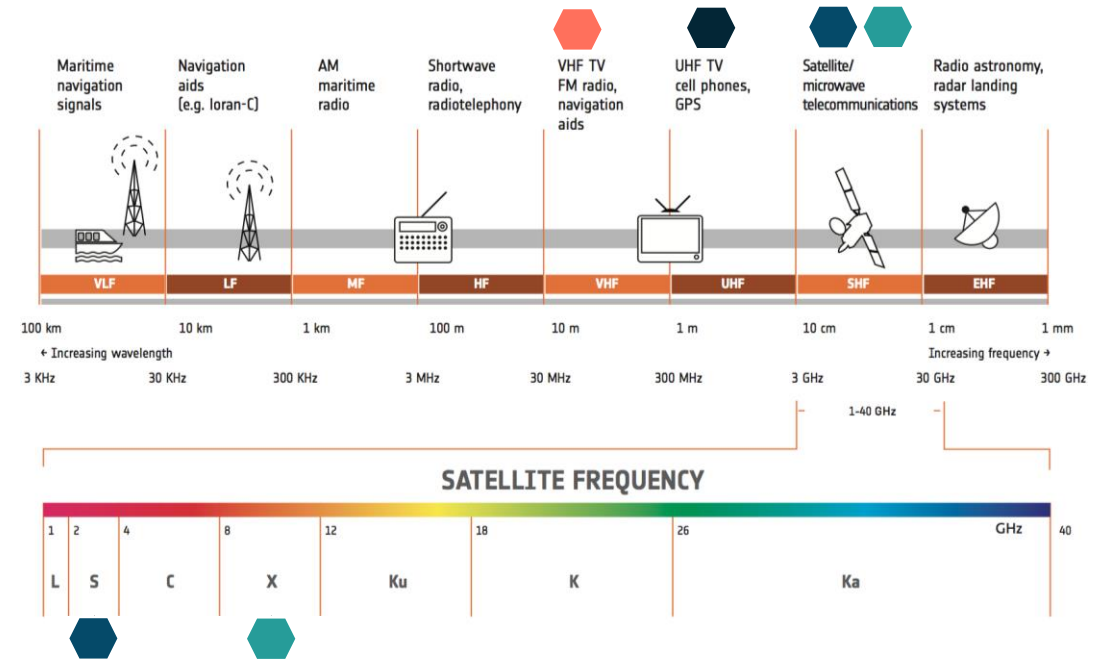 Maritime
navigation
signals
Navigation
aids
(e.g. loran-C)
AM
maritime
radio
Shortwave
radio,
radiotelephony
VHF TV
FM radio,
navigation
aids
UHF TV
cell phones,
GPS
Satellite/
microwave
telecommunications
Radio astronomy,
radar landing
systems
VLF
LF
MF
HF
VHF
UHF
SHF
EHF
100 km
10 km
1 km
100 m
10 m
1 m
10 cm
1 cm
1 mm
← Increasing wavelength
Increasing frequency →
3 KHz
30 KHz
300 KHz
3 MHz
30 MHz
300 MHz
3 GHz
30 GHz
300 GHz
1-40 GHz
SATELLITE FREQUENCY
1
2
4
8
12
18
26
GHz
40
L
S
C
X
Ku
K
Ka